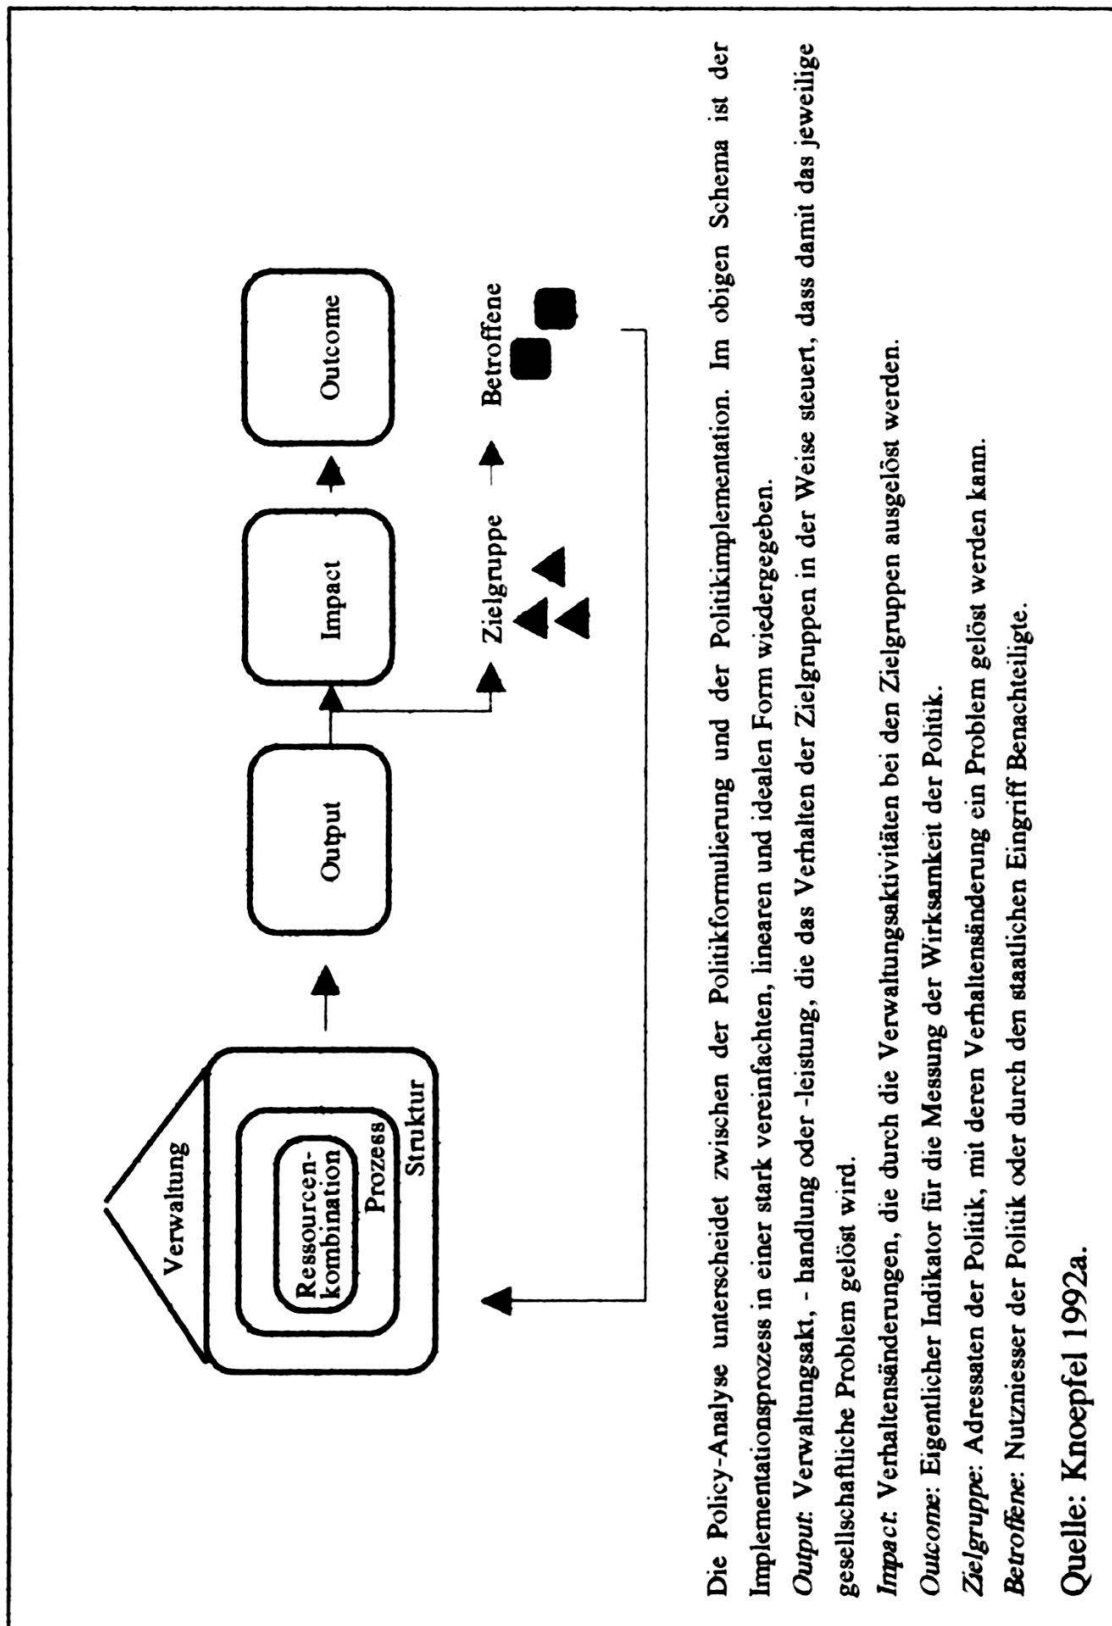 Verwaltung
Ressourcen-
kombination
Prozess
Struktur
Output
Impact
Outcome
Zielgruppe
Betroffene
Die Policy-Analyse unterscheidet zwischen der Politikformulierung und der Politikimplementation. Im obigen Schema ist der
Implementationsprozess in einer stark vereinfachten, linearen und idealen Form wiedergegeben.
Output: Verwaltungsakt, - handlung oder -leistung, die das Verhalten der Zielgruppen in der Weise steuert, dass damit das jeweilige
gesellschaftliche Problem gelöst wird.
Impact: Verhaltensänderungen, die durch die Verwaltungsaktivitäten bei den Zielgruppen ausgelöst werden.
Outcome: Eigentlicher Indikator für die Messung der Wirksamkeit der Politik.
Zielgruppe: Adressaten der Politik, mit deren Verhaltensänderung ein Problem gelöst werden kann.
Betroffene: Nutzniesser der Politik oder durch den staatlichen Eingriff Benachteiligte.
Quelle: Knoepfel 1992a.